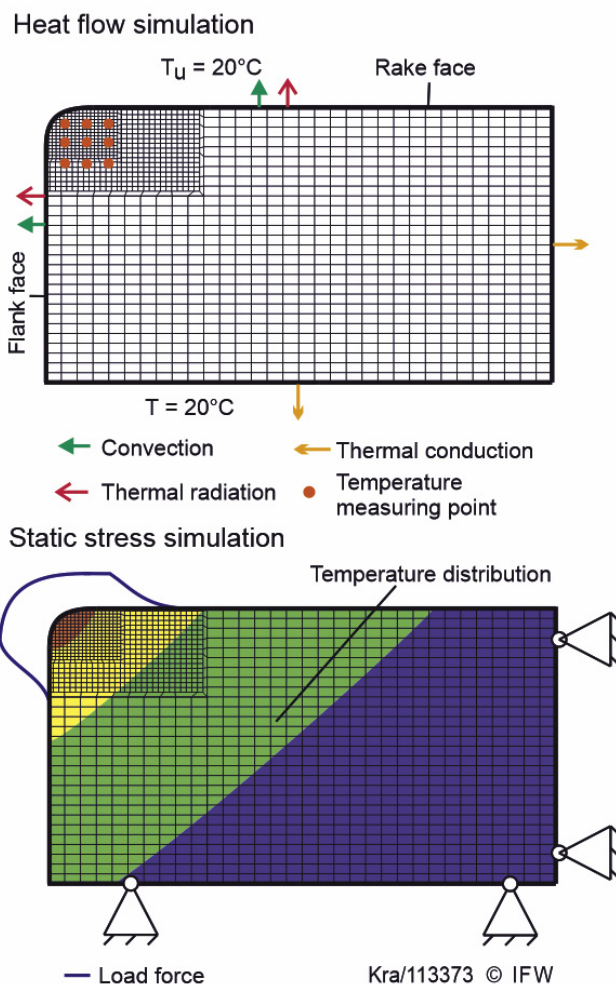 Heat flow simulation
Tu = 20°C
Rake face
Flank face
T = 20°C
Convection
Thermal conduction
Thermal radiation
Temperature
measuring point
Static stress simulation
Temperature distribution
Load force
Kra/113373 © IFW